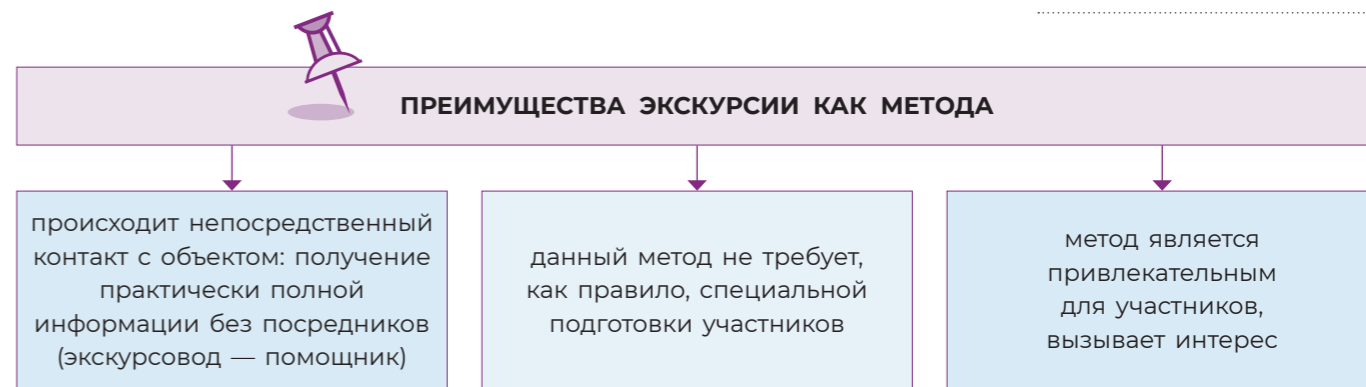 ПРЕИМУЩЕСТВА ЭКСКУРСИИ КАК МЕТОДА
происходит непосредственный
контакт с объектом: получение
практически полной
информации без посредников
(экскурсовод — помощник)
данный метод не требует,
как правило, специальной
подготовки участников
метод является
привлекательным
для участников,
вызывает интерес